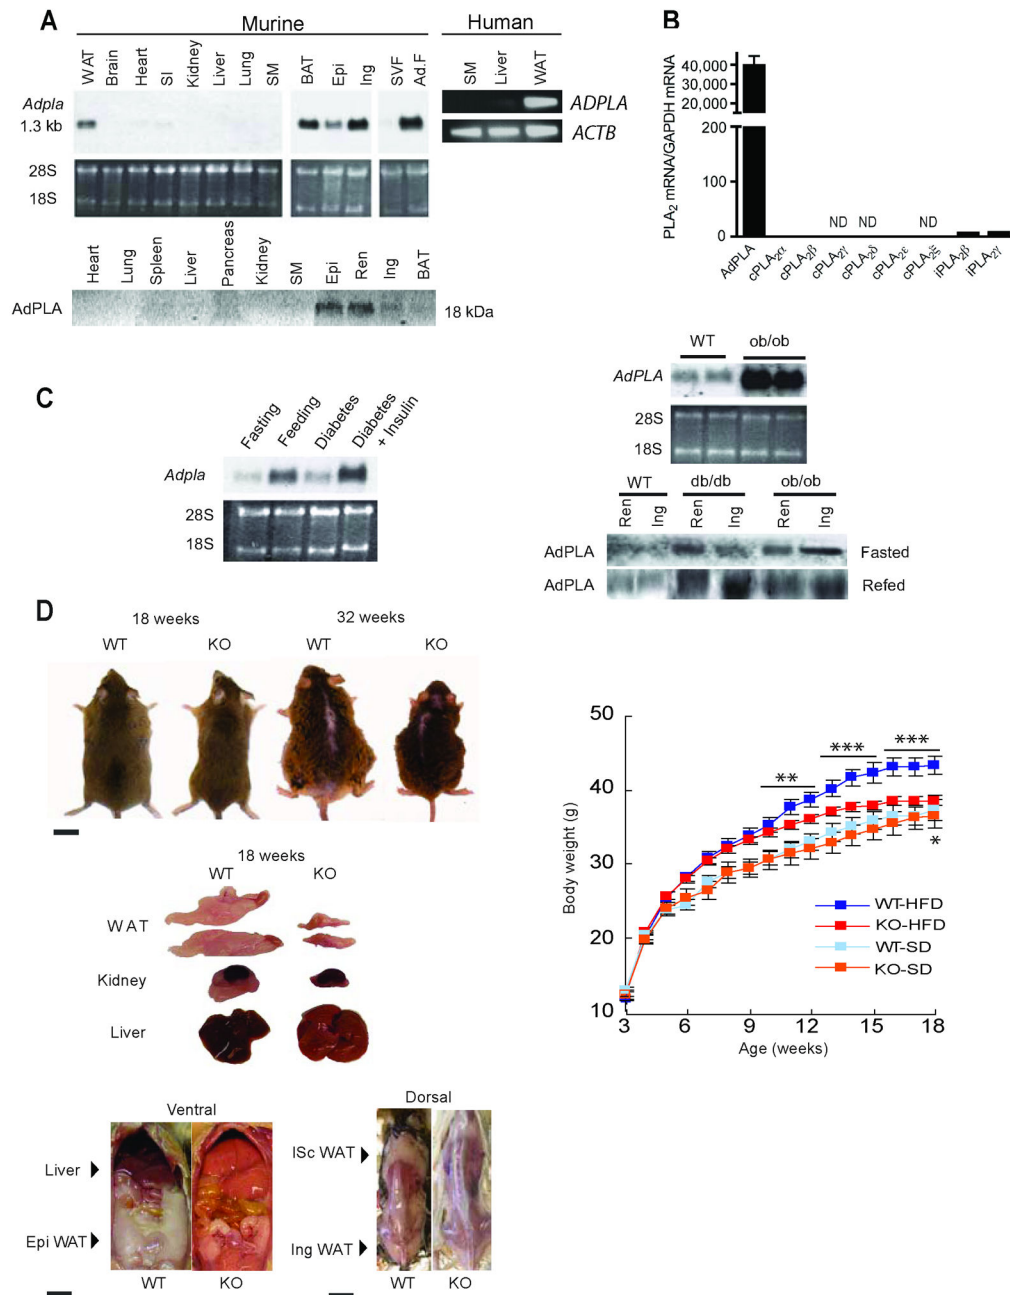 A
Murine
Human
WAT
Brain
Heart
SI
Kidney
Liver
Lung
SM
BAT
Epi
Ing
SVF
Ad.F
SM
Liver
WAT
Adpla
1.3 kb
ADPLA
ACTB
28S
18S
Heart
Lung
Spleen
Liver
Pancreas
Kidney
SM
Epi
Ren
Ing
BAT
AdPLA
18 kDa
B
PLA₂ mRNA/GAPDH mRNA
40,000
30,000
20,000
200
100
0
ND ND ND
AdPLA
cPLA₂α
cPLA₂β
cPLA₂γ
cPLA₂δ
cPLA₂ε
cPLA₂ξ
iPLA₂β
iPLA₂γ
C
Fasting
Feeding
Diabetes
Diabetes
+ Insulin
Adpla
28S
18S
WT ob/ob
AdPLA
28S
18S
WT db/db ob/ob
Ren Ing Ren Ing Ren Ing
AdPLA Fasted
AdPLA Refed
D
18 weeks 32 weeks
WT KO WT KO
18 weeks
WT KO
WAT
Kidney
Liver
Ventral
Liver
Epi WAT
WT KO
Dorsal
ISc WAT
Ing WAT
WT KO
Body weight (g)
50
40
30
20
10
** *** ***
*
WT-HFD
KO-HFD
WT-SD
KO-SD
3 6 9 12 15 18
Age (weeks)